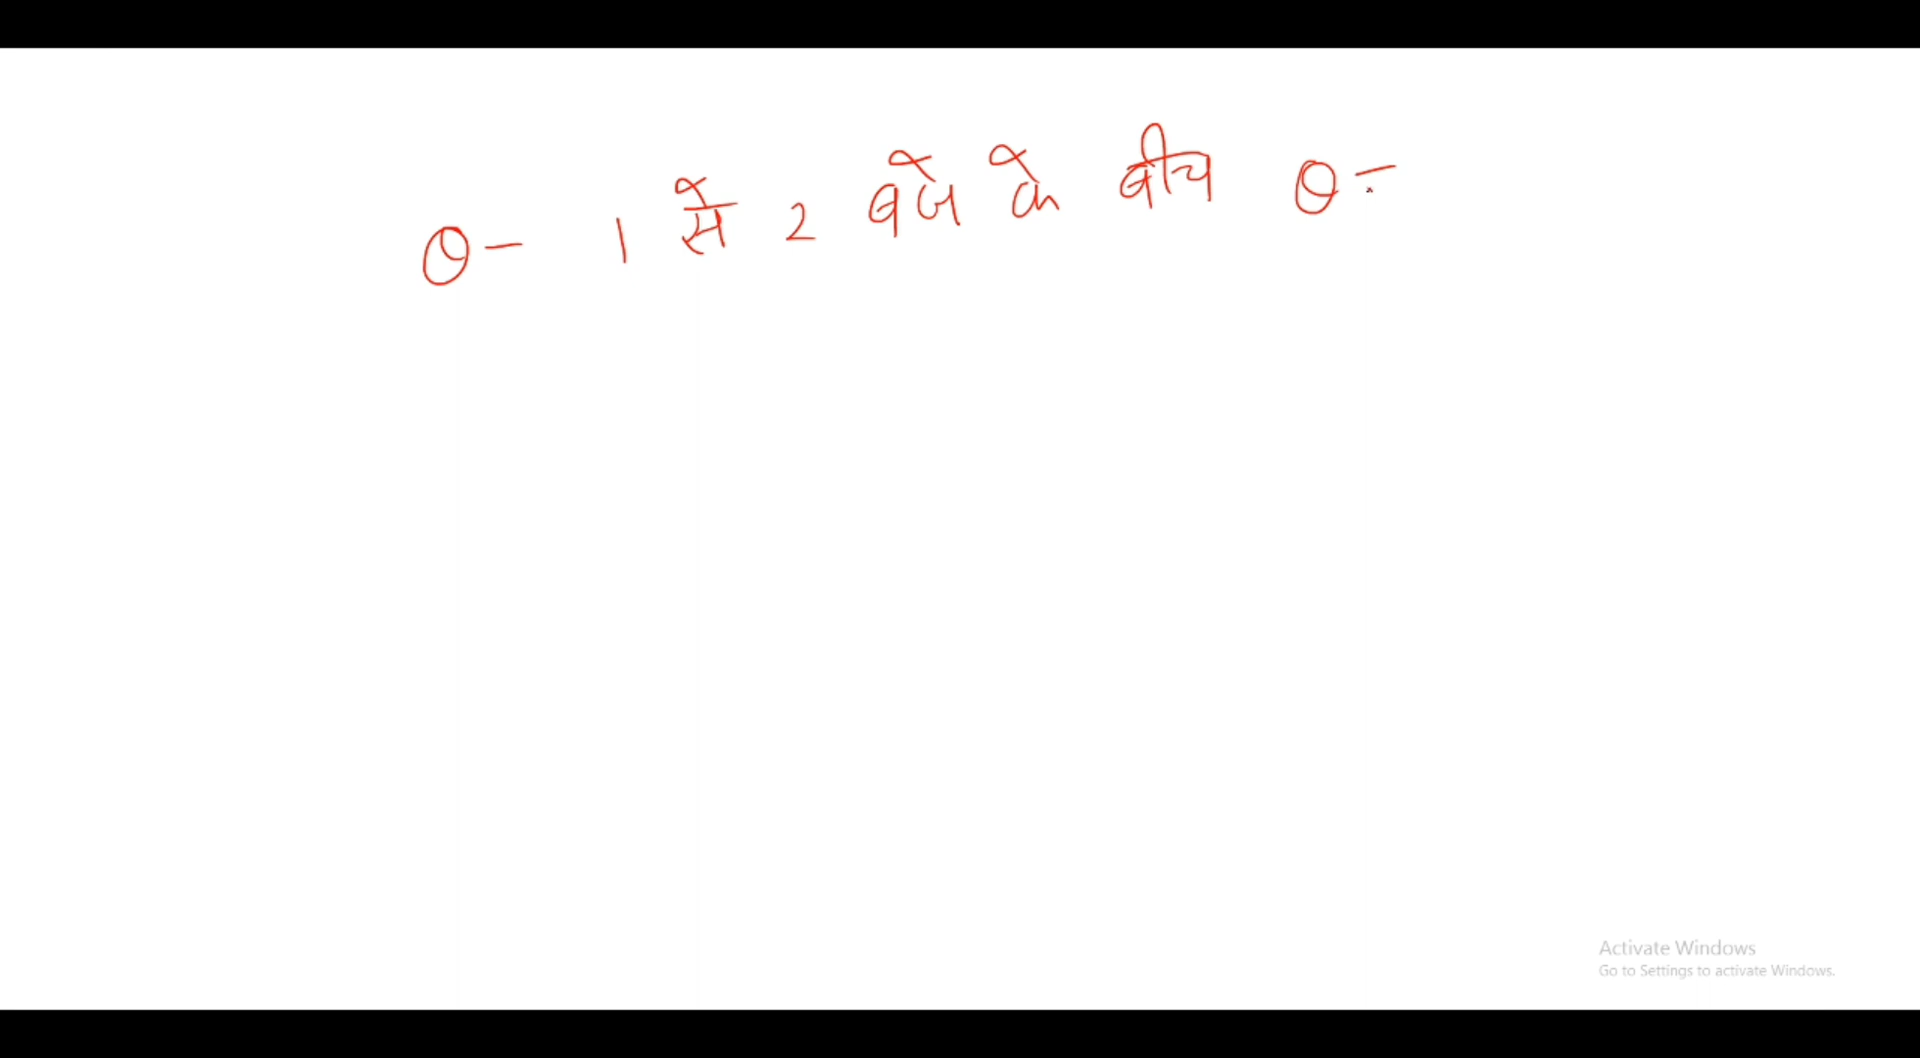 θ- 1 से 2 बजे के बीच θ=
Activate Windows
Go to Settings to activate Windows.